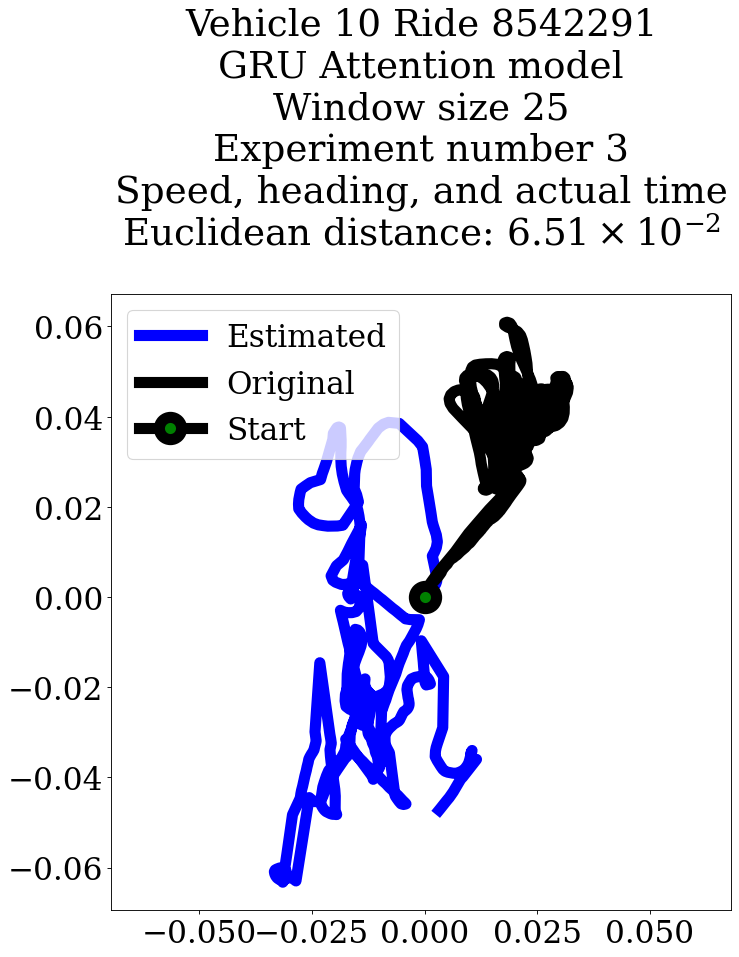 Vehicle 10 Ride 8542291
GRU Attention model
Window size 25
Experiment number 3
Speed, heading, and actual time
Euclidean distance: 6.51 × 10⁻²
Estimated
Original
Start
0.06
0.04
0.02
0.00
−0.02
−0.04
−0.06
−0.050 −0.025 0.000 0.025 0.050